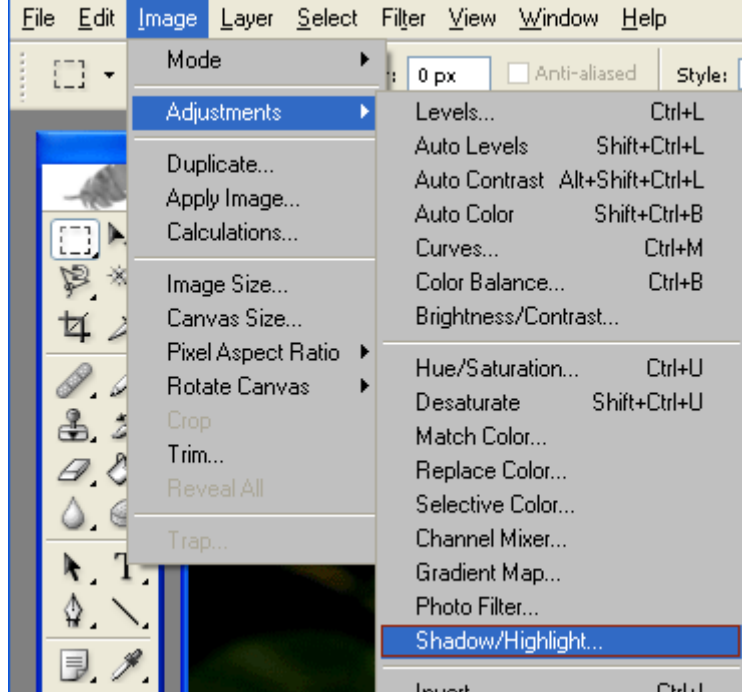 File Edit Image Layer Select Filter View Window Help
Mode
0 px Anti-aliased Style:
Adjustments
Duplicate...
Apply Image...
Calculations...
Image Size...
Canvas Size...
Pixel Aspect Ratio
Rotate Canvas
Crop
Trim...
Reveal All
Trap...
Levels... Ctrl+L
Auto Levels Shift+Ctrl+L
Auto Contrast Alt+Shift+Ctrl+L
Auto Color Shift+Ctrl+B
Curves... Ctrl+M
Color Balance... Ctrl+B
Brightness/Contrast...
Hue/Saturation... Ctrl+U
Desaturate Shift+Ctrl+U
Match Color...
Replace Color...
Selective Color...
Channel Mixer...
Gradient Map...
Photo Filter...
Shadow/Highlight...